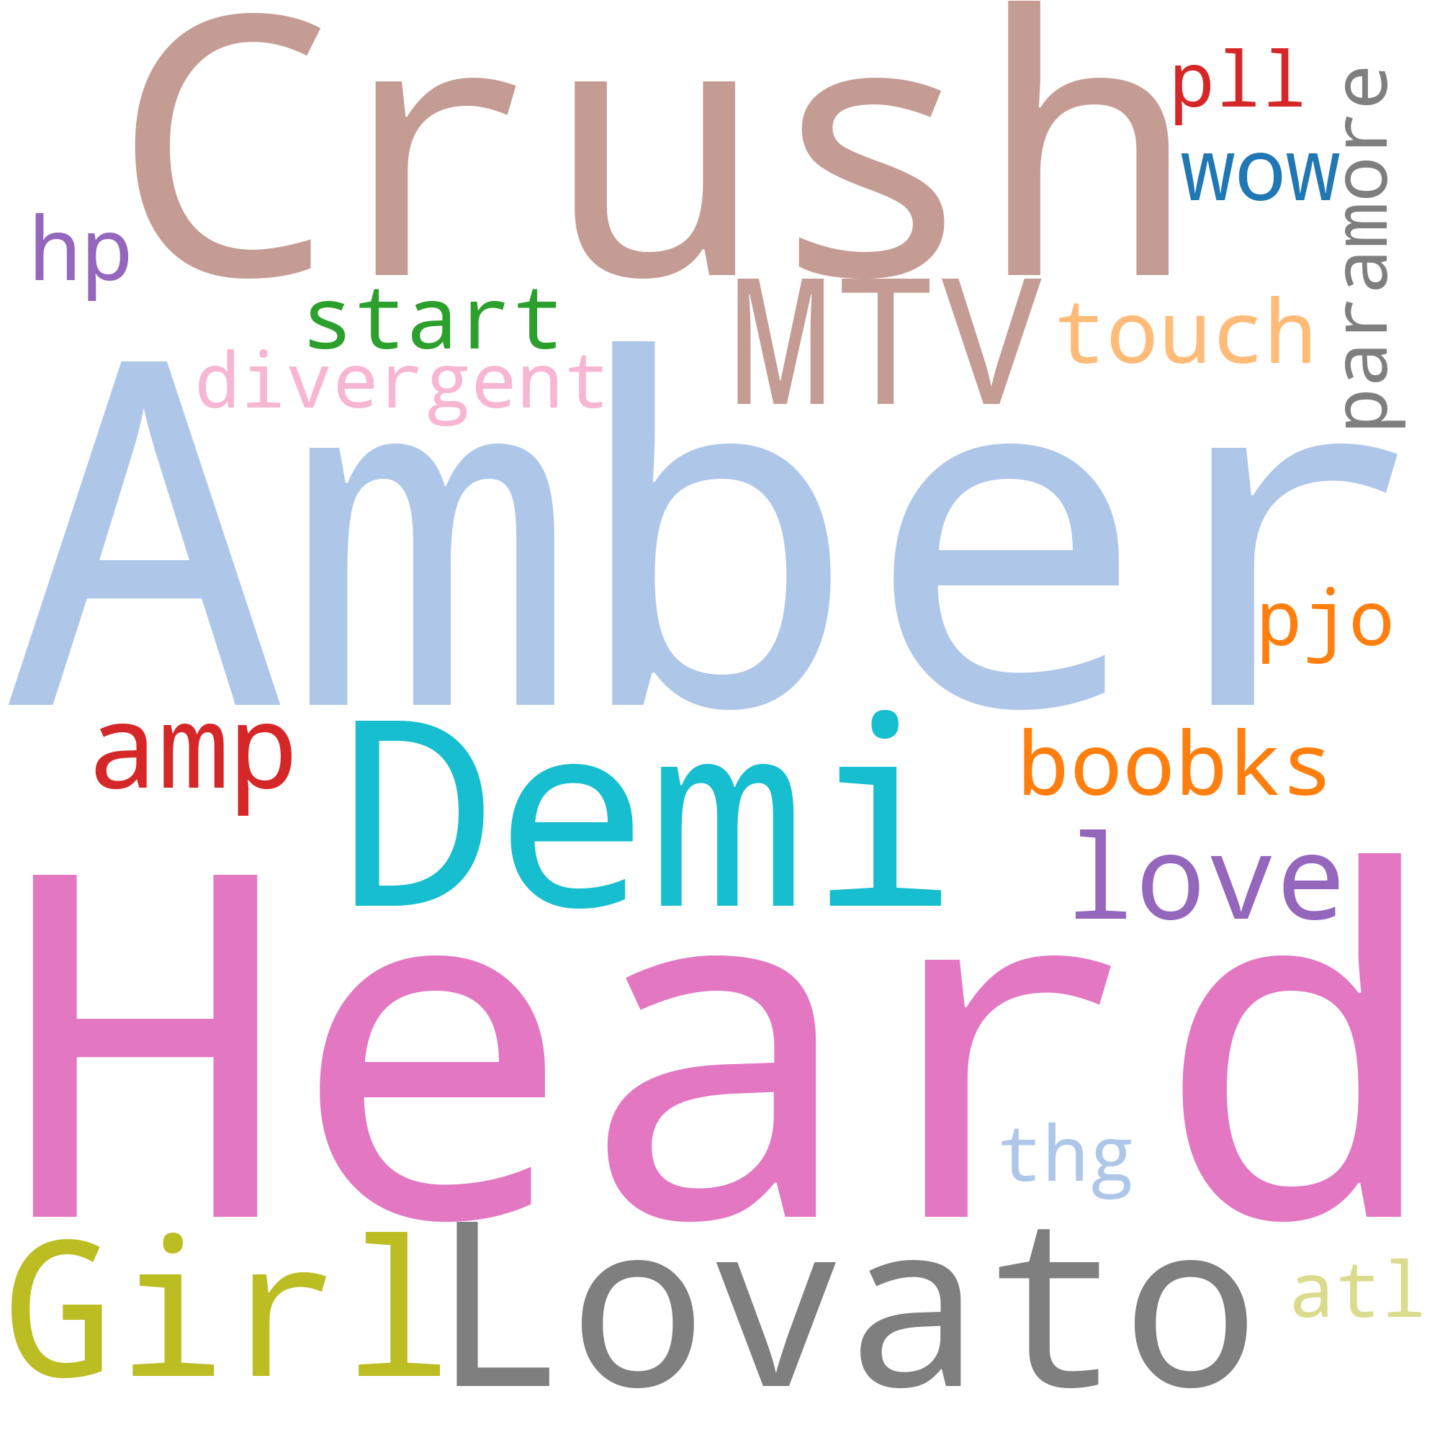 Crush
pll
paramore
wow
hp
start
MTV
touch
divergent
Amber
pjo
amp
Demi
boobks
love
Heard
thg
Girl
Lovato
atl